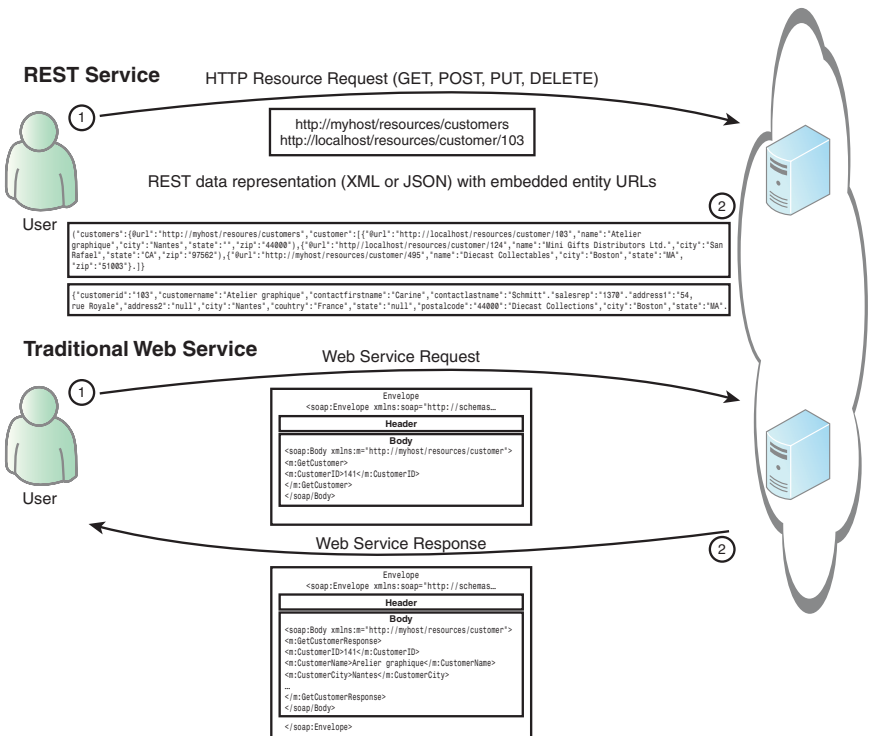 REST Service
HTTP Resource Request (GET, POST, PUT, DELETE)
1
http://myhost/resources/customers
http://localhost/resources/customer/103
REST data representation (XML or JSON) with embedded entity URLs
2
User
("customers":{@url":"http://myhost/resoures/customers","customer":[{"@url":"http://localhost/resources/customer/103","name":"Atelier
graphique","city":"Nantes","state":"","zip":"44000"),{"@url":"http//localhost/resources/customer/124","name":"Mini Gifts Distributors Ltd.","city":"San
Rafael","state":"CA","zip":"97562"),{"@url":"http://myhost/resources/customer/495","name":"Diecast Collectables","city":"Boston","state":"MA",
"zip":"51003"}.]}
{"customerid":"103","customername":"Atelier graphique","contactfirstname":"Carine","contactlastname":"Schmitt"."salesrep":"1370"."address1":"54,
rue Royale","address2":"null","city":"Nantes","couhtry":"France","state":"null","postalcode":"44000":"Diecast Collections","city":"Boston","state":"MA".
Traditional Web Service
Web Service Request
1
Envelope
<soap:Envelope xmlns:soap="http://schemas…
Header
Body
<soap:Body xmlns:m="http://myhost/resources/customer">
<m:GetCustomer>
<m:CustomerID>141</m:CustomerID>
</m:GetCustomer>
</soap/Body>
User
Web Service Response
2
Envelope
<soap:Envelope xmlns:soap="http://schemas…
Header
Body
<soap:Body xmlns:m="http://myhost/resources/customer">
<m:GetCustomerResponse>
<m:CustomerID>141</m:CustomerID>
<m:CustomerName>Arelier graphique</m:CustomerName>
<m:CustomerCity>Nantes</m:CustomerCity>
…
</m:GetCustomerResponse>
</soap/Body>
</soap:Envelope>